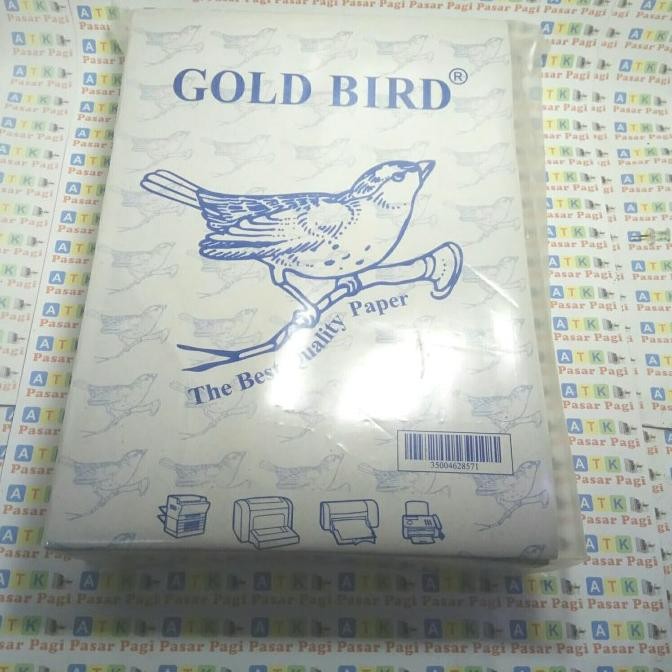 GOLD BIRD®
The Best Quality Paper
35004628571
ATK
Pasar Pagi